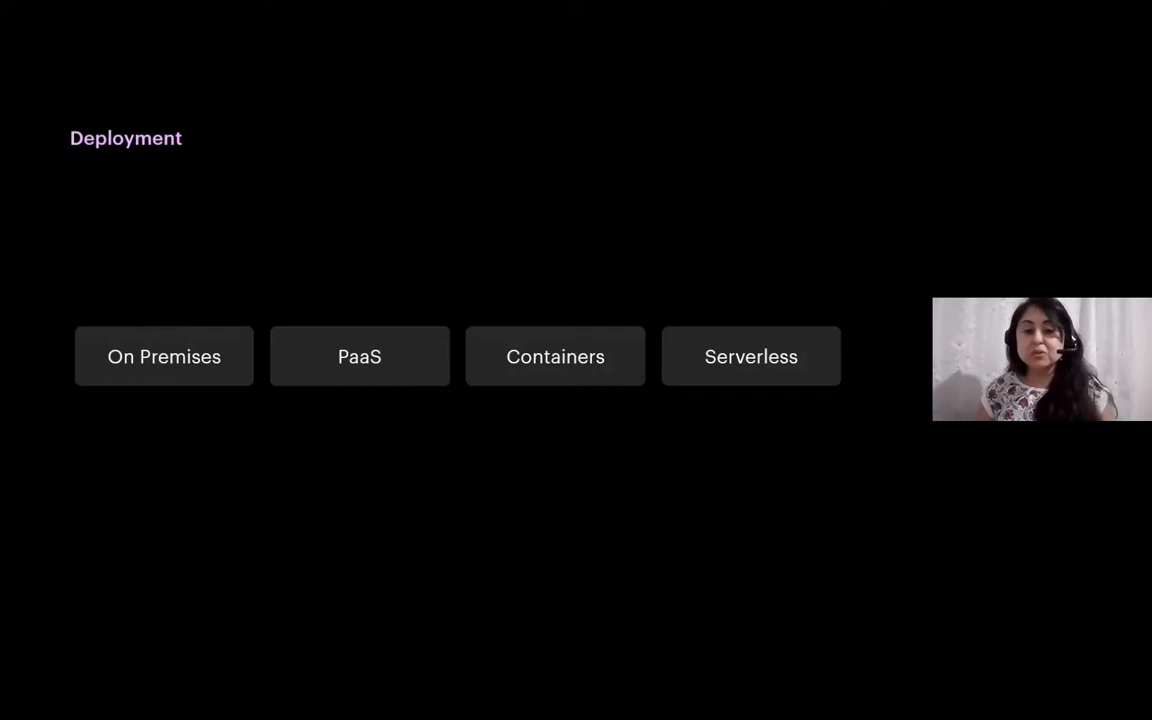 Deployment
On Premises
PaaS
Containers
Serverless